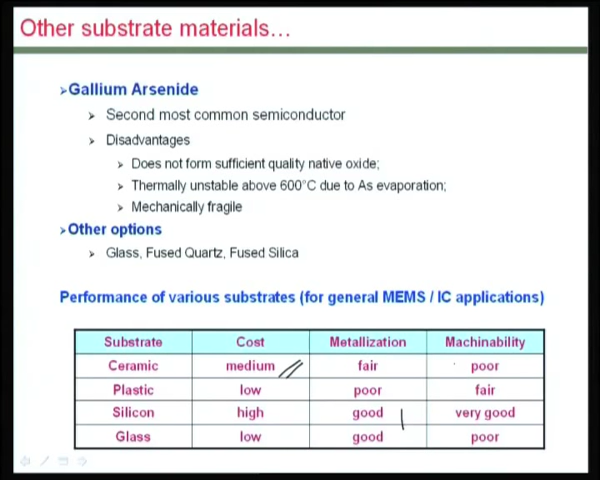 Other substrate materials…
Gallium Arsenide
Second most common semiconductor
Disadvantages
Does not form sufficient quality native oxide;
Thermally unstable above 600°C due to As evaporation;
Mechanically fragile
Other options
Glass, Fused Quartz, Fused Silica
Performance of various substrates (for general MEMS / IC applications)
Substrate Cost Metallization Machinability
Ceramic medium fair poor
Plastic low poor fair
Silicon high good very good
Glass low good poor